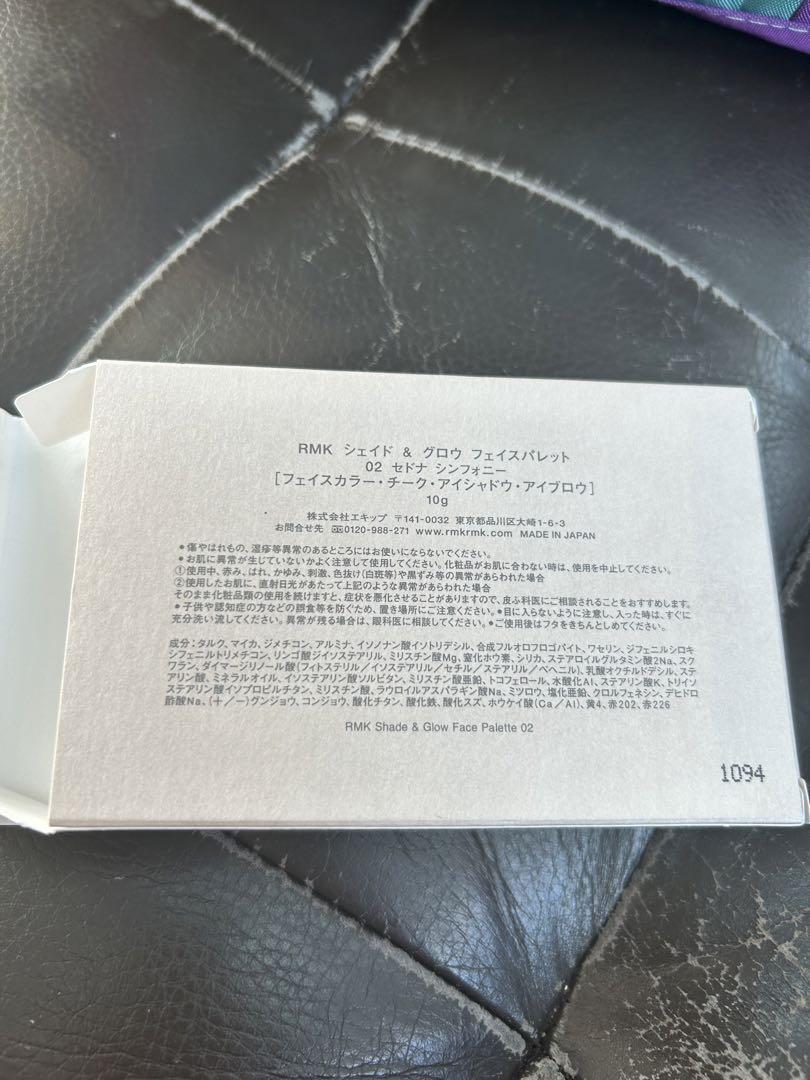 RMK シェイド & グロウ フェイスパレット
02 セドナ シンフォニー
[フェイスカラー・チーク・アイシャドウ・アイブロウ]
10g
株式会社エキップ 〒141-0032 東京都品川区大崎1-6-3
お問合せ先 0120-988-271 www.rmkrmk.com MADE IN JAPAN
●傷やはれもの、湿疹等異常のあるところにはお使いにならないでください。
●お肌に異常が生じていないかよく注意して使用してください。化粧品がお肌に合わない時は、使用を中止してください。
①使用中、赤み、はれ、かゆみ、刺激、色抜け(白斑等)や黒ずみ等の異常があらわれた場合
②使用したお肌に、直射日光があたって上記のような異常があらわれた場合
そのまま化粧品類の使用を続けますと、症状を悪化させることがありますので、皮ふ科医にご相談されることをおすすめします。
●子供や認知症の方などの誤食等を防ぐため、置き場所にご注意ください。●目に入らないように注意し、入った時は、すぐに
充分洗い流してください。異常が残る場合は、眼科医に相談してください。●ご使用後はフタをきちんとしめてください。
成分:タルク、マイカ、ジメチコン、アルミナ、イソノナン酸イソトリデシル、合成フルオロフロゴパイト、ワセリン、ジフェニルシロキ
シフェニルトリメチコン、リンゴ酸ジイソステアリル、ミリスチン酸Mg、窒化ホウ素、シリカ、ステアロイルグルタミン酸2Na、スク
ワラン、ダイマージリノール酸(フィトステリル/イソステアリル/セチル/ステアリル/ベヘニル)、乳酸オクチルドデシル、ステ
アリン酸、ミネラルオイル、イソステアリン酸ソルビタン、ミリスチン酸亜鉛、トコフェロール、水酸化Al、ステアリン酸K、トリイソ
ステアリン酸イソプロピルチタン、ミリスチン酸、ラウロイルアスパラギン酸Na、ミツロウ、塩化亜鉛、クロルフェネシン、デヒドロ
酢酸Na、(+/−)グンジョウ、コンジョウ、酸化チタン、酸化鉄、酸化スズ、ホウケイ酸(Ca/Al)、黄4、赤202、赤226
RMK Shade & Glow Face Palette 02
1094